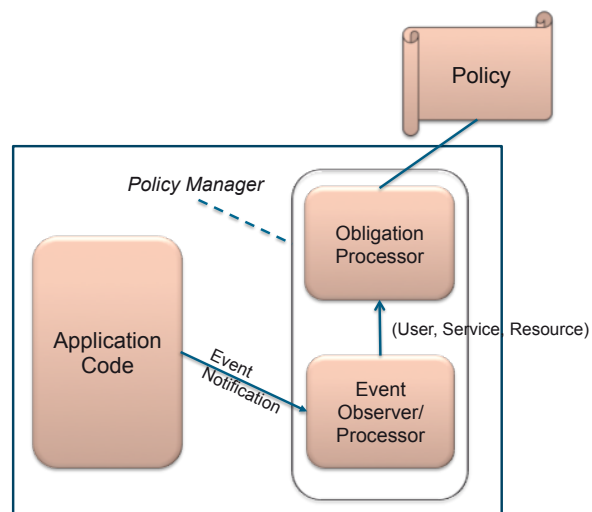 Policy
Policy Manager
Obligation
Processor
(User, Service, Resource)
Application
Code
Event
Notification
Event
Observer/
Processor